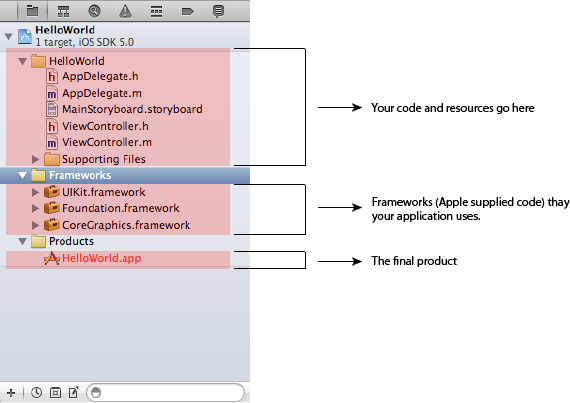 HelloWorld
1 target, iOS SDK 5.0
HelloWorld
h AppDelegate.h
m AppDelegate.m
MainStoryboard.storyboard
h ViewController.h
m ViewController.m
Supporting Files
Your code and resources go here
Frameworks
UIKit.framework
Foundation.framework
CoreGraphics.framework
Frameworks (Apple supplied code) thay
your application uses.
Products
HelloWorld.app
The final product